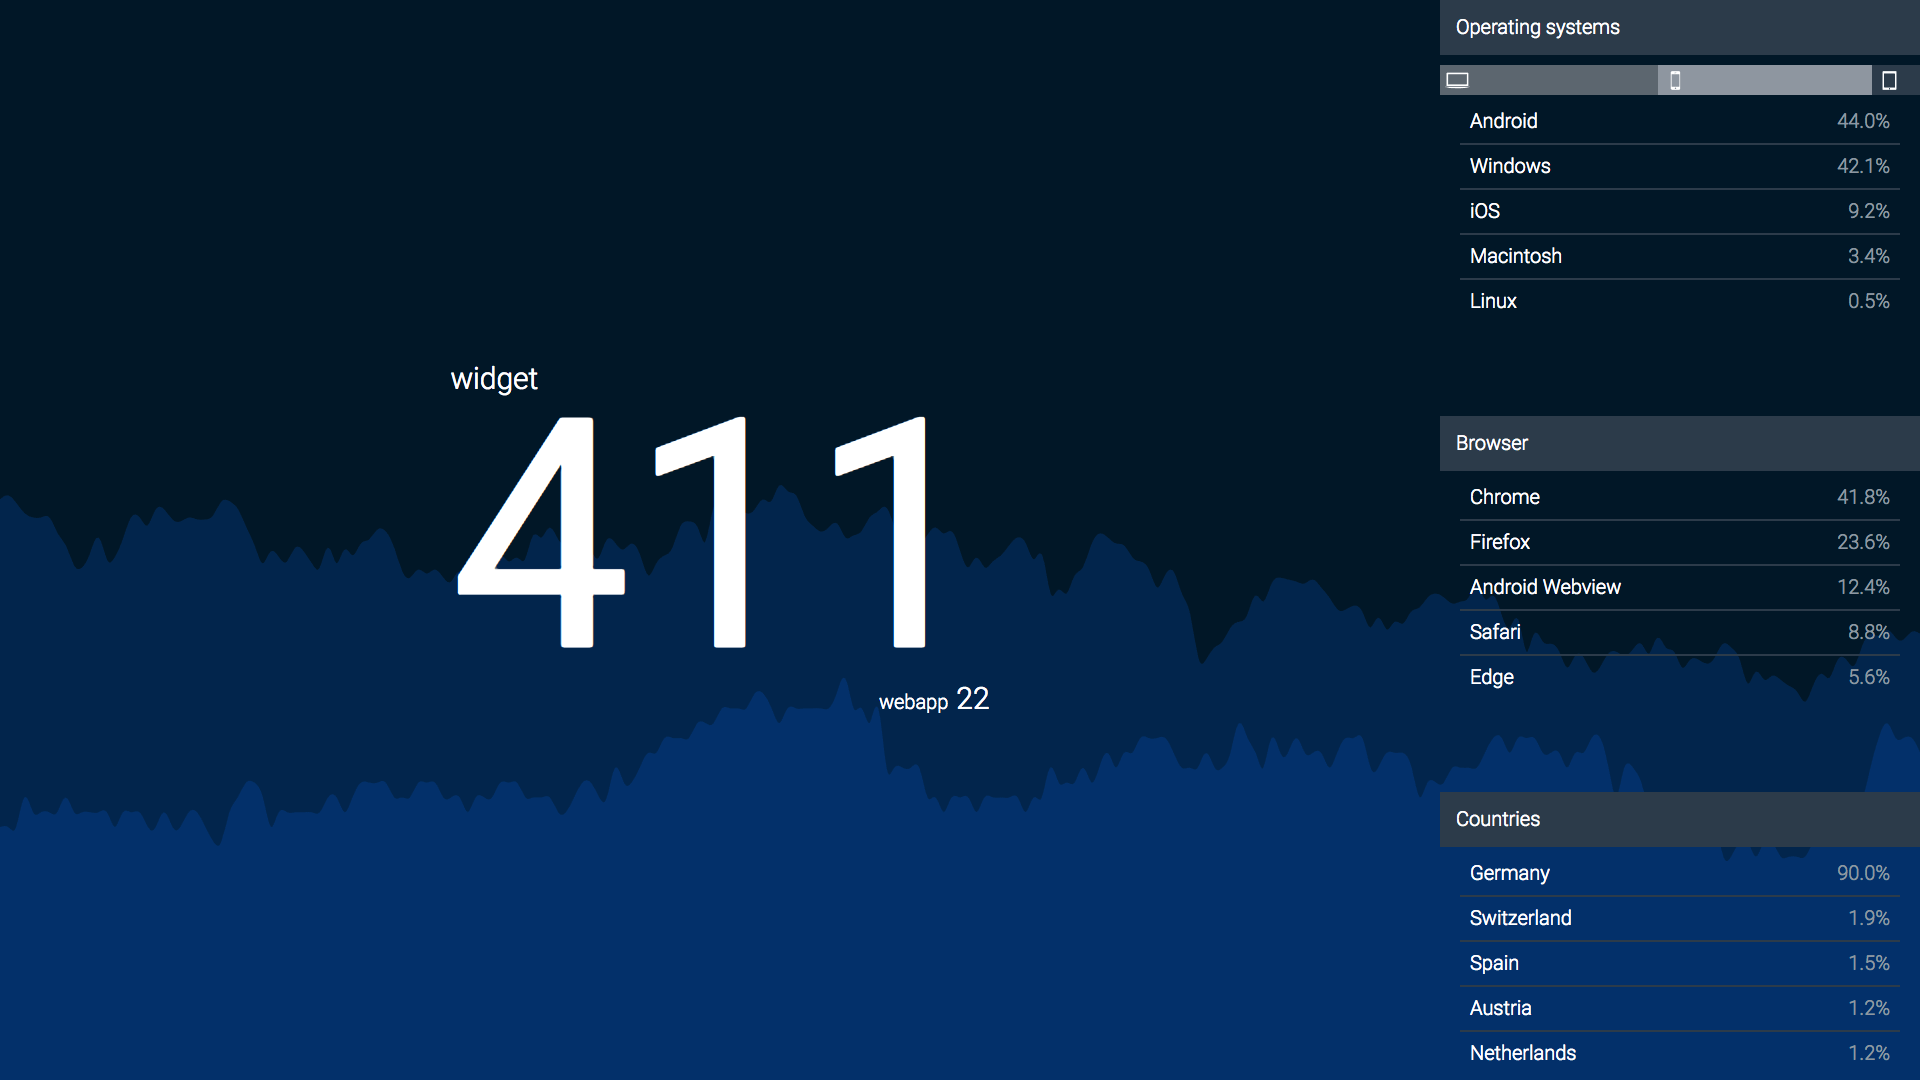 widget
411
webapp 22
Operating systems
Android 44.0%
Windows 42.1%
iOS 9.2%
Macintosh 3.4%
Linux 0.5%
Browser
Chrome 41.8%
Firefox 23.6%
Android Webview 12.4%
Safari 8.8%
Edge 5.6%
Countries
Germany 90.0%
Switzerland 1.9%
Spain 1.5%
Austria 1.2%
Netherlands 1.2%